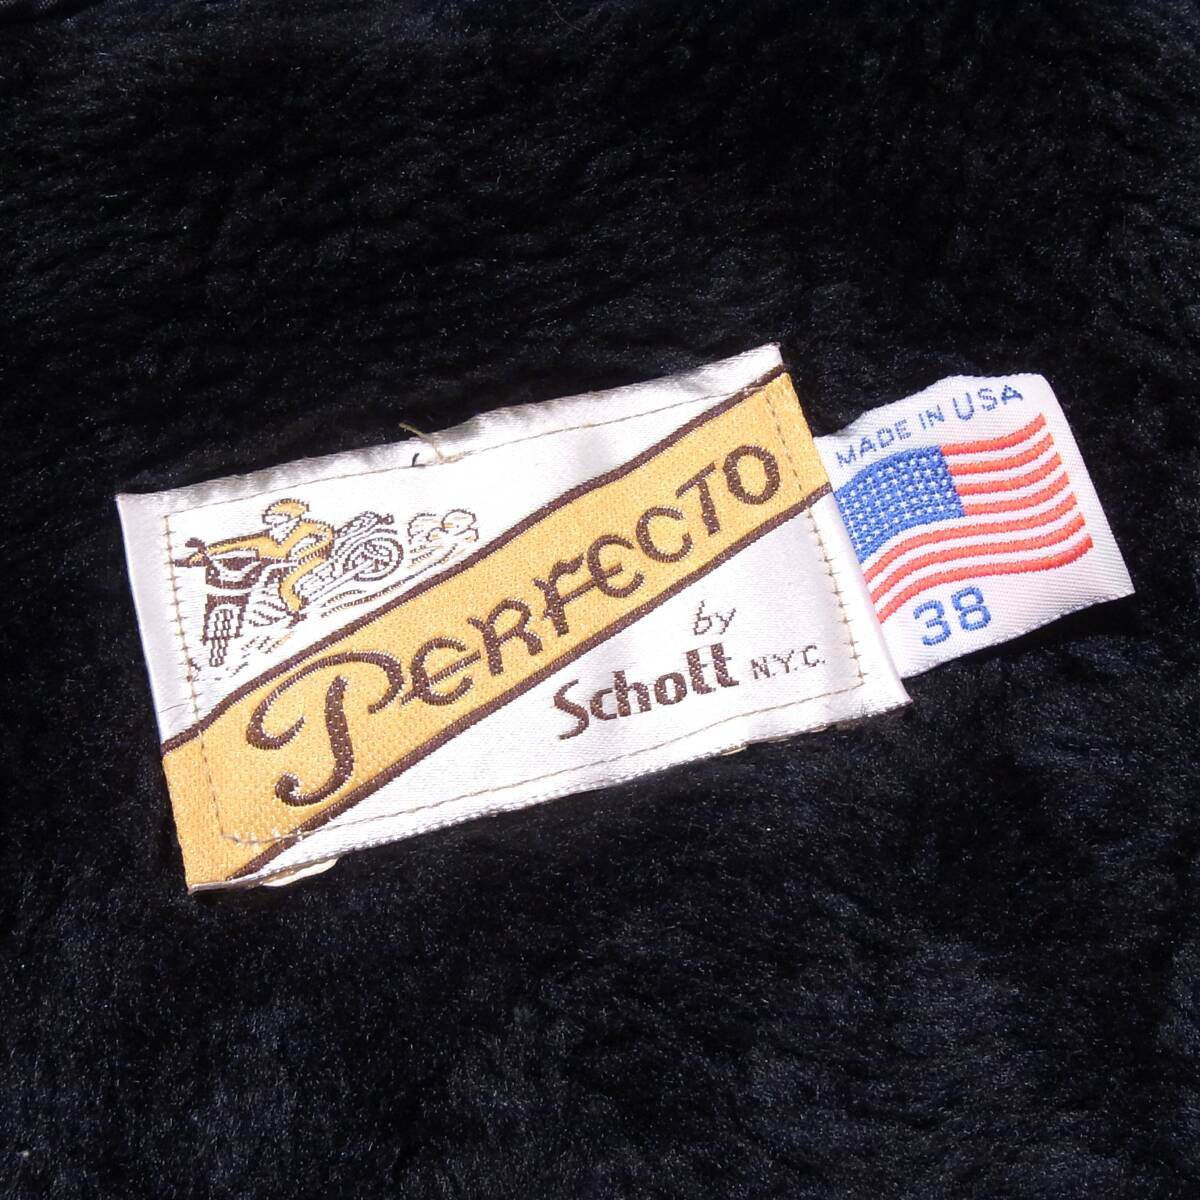 PERFECTO
by
Schott N.Y.C.
MADE IN USA
38